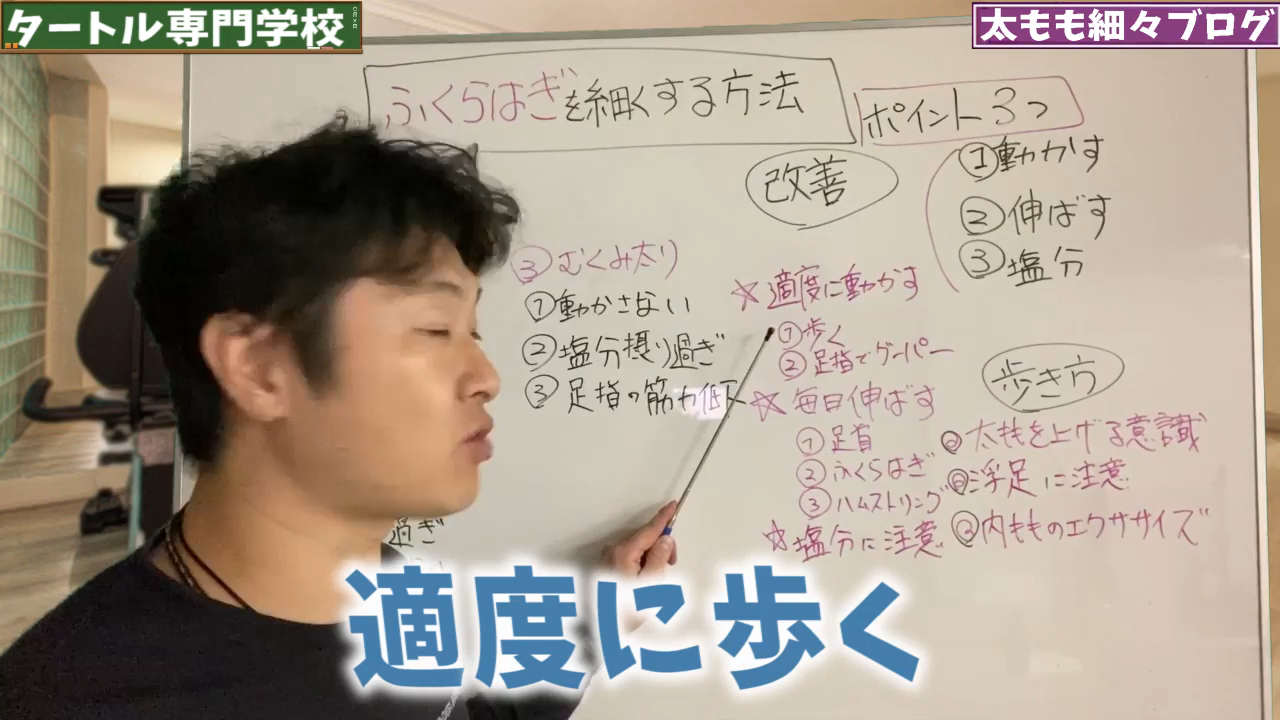 タートル専門学校
太もも細々ブログ
ふくらはぎを細くする方法
ポイント3つ
①動かす
②伸ばす
③塩分
改善
③むくみ太り
①動かさない
②塩分摂り過ぎ
③足指の筋力低下
☆適度に動かす
①歩く
②足指でグーパー
☆毎日伸ばす
①足首
②ふくらはぎ
③ハムストリング
☆塩分に注意
歩き方
太ももを上げる意識
浮足に注意
③内もものエクササイズ
過ぎ
適度に歩く